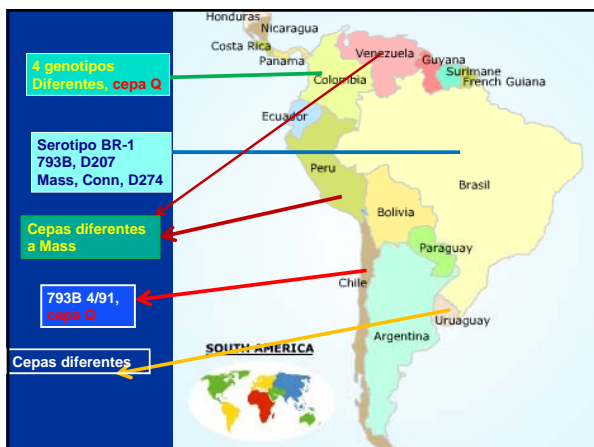 4 genotipos
Diferentes, cepa Q
Serotipo BR-1
793B, D207
Mass, Conn, D274
Cepas diferentes
a Mass
793B 4/91,
cepa Q
Cepas diferentes
Honduras
Nicaragua
Costa Rica
Panama
Venezuela
Guyana
Surimane
French Guiana
Colombia
Ecuador
Peru
Brasil
Bolivia
Paraguay
Chile
Uruaguay
Argentina
SOUTH AMERICA